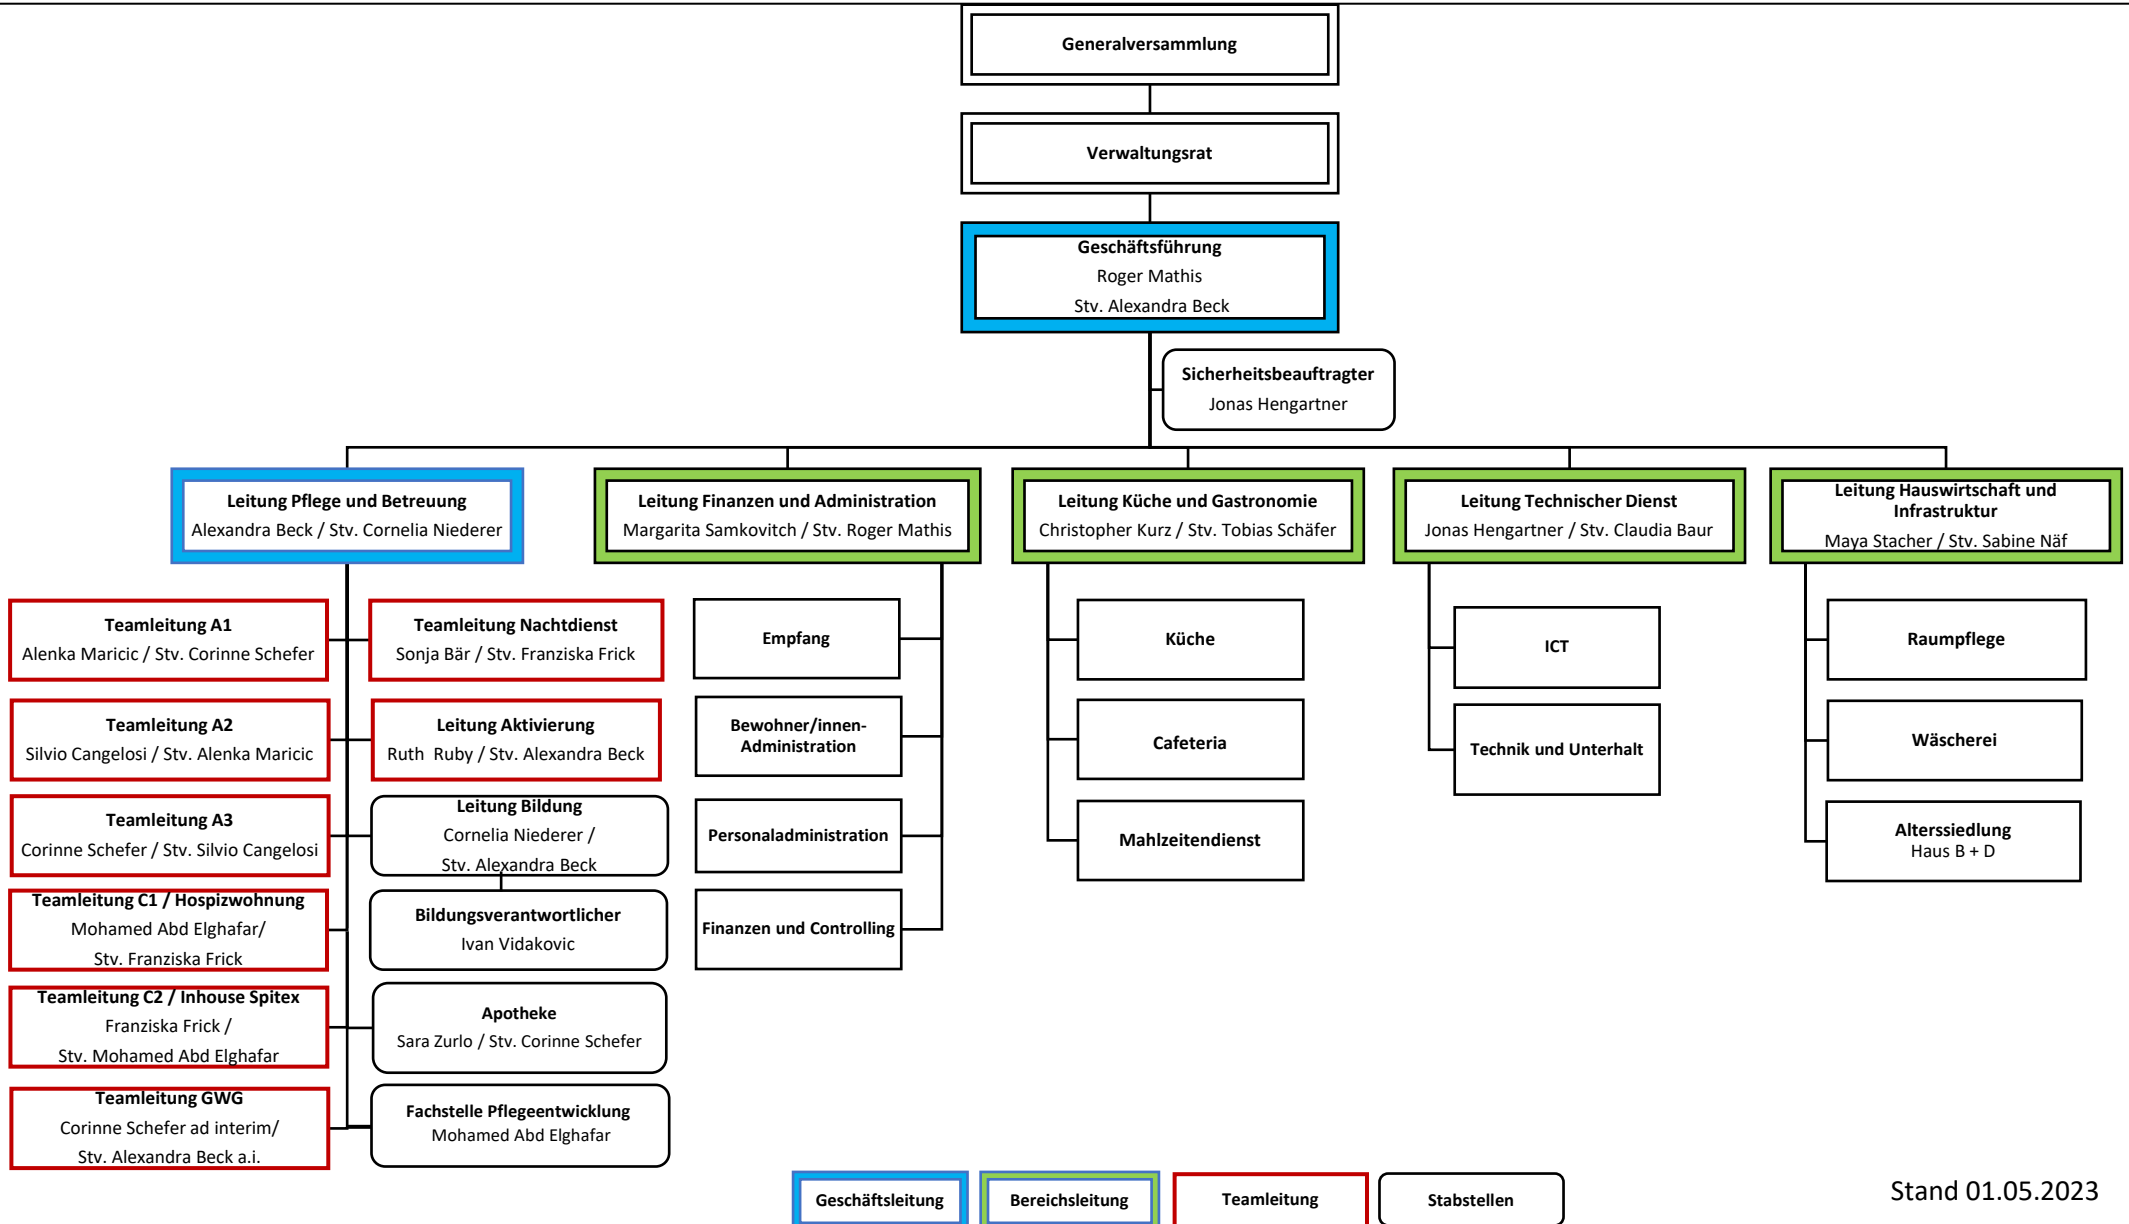 Generalversammlung
Verwaltungsrat
Geschäftsführung
Roger Mathis
Stv. Alexandra Beck
Sicherheitsbeauftragter
Jonas Hengartner
Leitung Pflege und Betreuung
Alexandra Beck / Stv. Cornelia Niederer
Leitung Finanzen und Administration
Margarita Samkovitch / Stv. Roger Mathis
Leitung Küche und Gastronomie
Christopher Kurz / Stv. Tobias Schäfer
Leitung Technischer Dienst
Jonas Hengartner / Stv. Claudia Baur
Leitung Hauswirtschaft und
Infrastruktur
Maya Stacher / Stv. Sabine Näf
Teamleitung A1
Alenka Maricic / Stv. Corinne Schefer
Teamleitung A2
Silvio Cangelosi / Stv. Alenka Maricic
Teamleitung A3
Corinne Schefer / Stv. Silvio Cangelosi
Teamleitung C1 / Hospizwohnung
Mohamed Abd Elghafar/
Stv. Franziska Frick
Teamleitung C2 / Inhouse Spitex
Franziska Frick /
Stv. Mohamed Abd Elghafar
Teamleitung GWG
Corinne Schefer ad interim/
Stv. Alexandra Beck a.i.
Teamleitung Nachtdienst
Sonja Bär / Stv. Franziska Frick
Leitung Aktivierung
Ruth  Ruby / Stv. Alexandra Beck
Leitung Bildung
Cornelia Niederer /
Stv. Alexandra Beck
Bildungsverantwortlicher
Ivan Vidakovic
Apotheke
Sara Zurlo / Stv. Corinne Schefer
Fachstelle Pflegeentwicklung
Mohamed Abd Elghafar
Empfang
Bewohner/innen-
Administration
Personaladministration
Finanzen und Controlling
Küche
Cafeteria
Mahlzeitendienst
ICT
Technik und Unterhalt
Raumpflege
Wäscherei
Alterssiedlung
Haus B + D
Geschäftsleitung
Bereichsleitung
Teamleitung
Stabstellen
Stand 01.05.2023